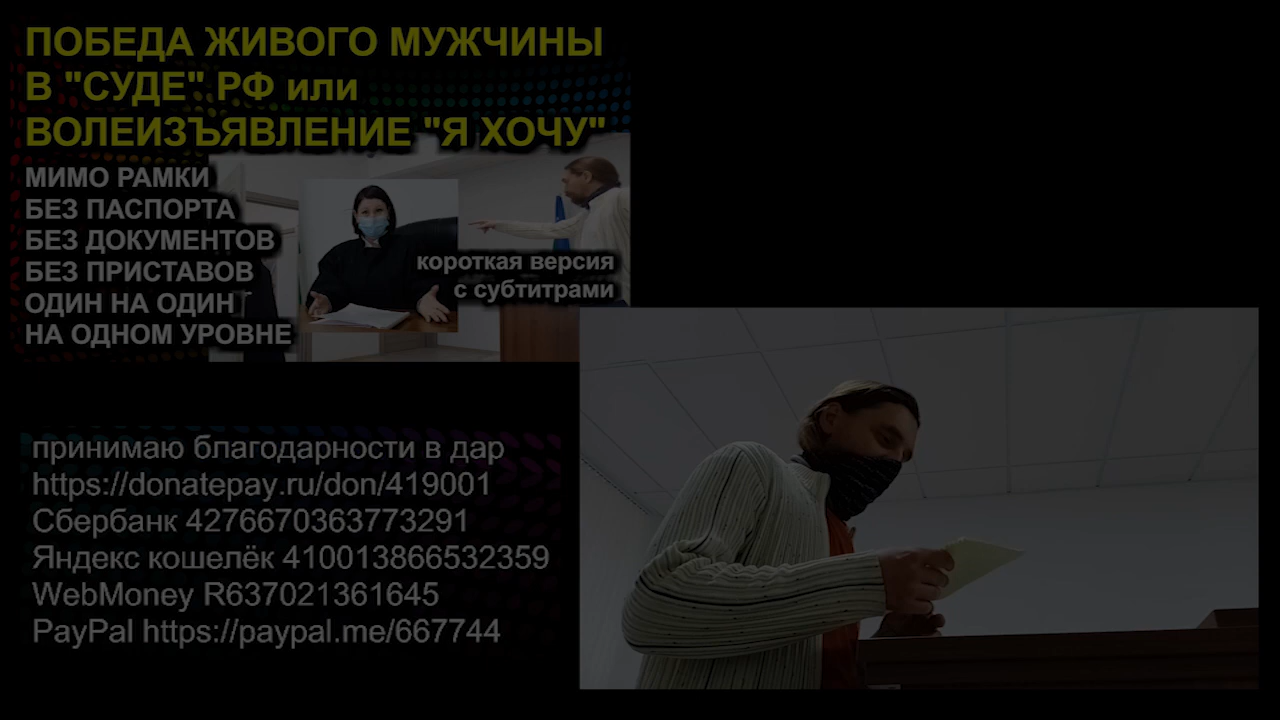 ПОБЕДА ЖИВОГО МУЖЧИНЫ
В "СУДЕ" РФ или
ВОЛЕИЗЪЯВЛЕНИЕ "Я ХОЧУ"
МИМО РАМКИ
БЕЗ ПАСПОРТА
БЕЗ ДОКУМЕНТОВ
БЕЗ ПРИСТАВОВ
ОДИН НА ОДИН
НА ОДНОМ УРОВНЕ
короткая версия
с субтитрами
принимаю благодарности в дар
https://donatepay.ru/don/419001
Сбербанк 4276670363773291
Яндекс кошелёк 410013866532359
WebMoney R637021361645
PayPal https://paypal.me/667744